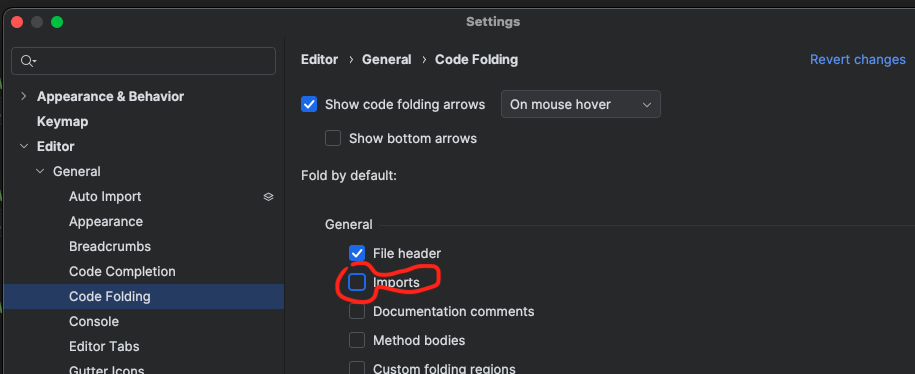 Settings
Editor › General › Code Folding
Revert changes
Appearance & Behavior
Keymap
Editor
General
Auto Import
Appearance
Breadcrumbs
Code Completion
Code Folding
Console
Editor Tabs
Gutter Icons
Show code folding arrows
On mouse hover
Show bottom arrows
Fold by default:
General
File header
Imports
Documentation comments
Method bodies
Custom folding regions